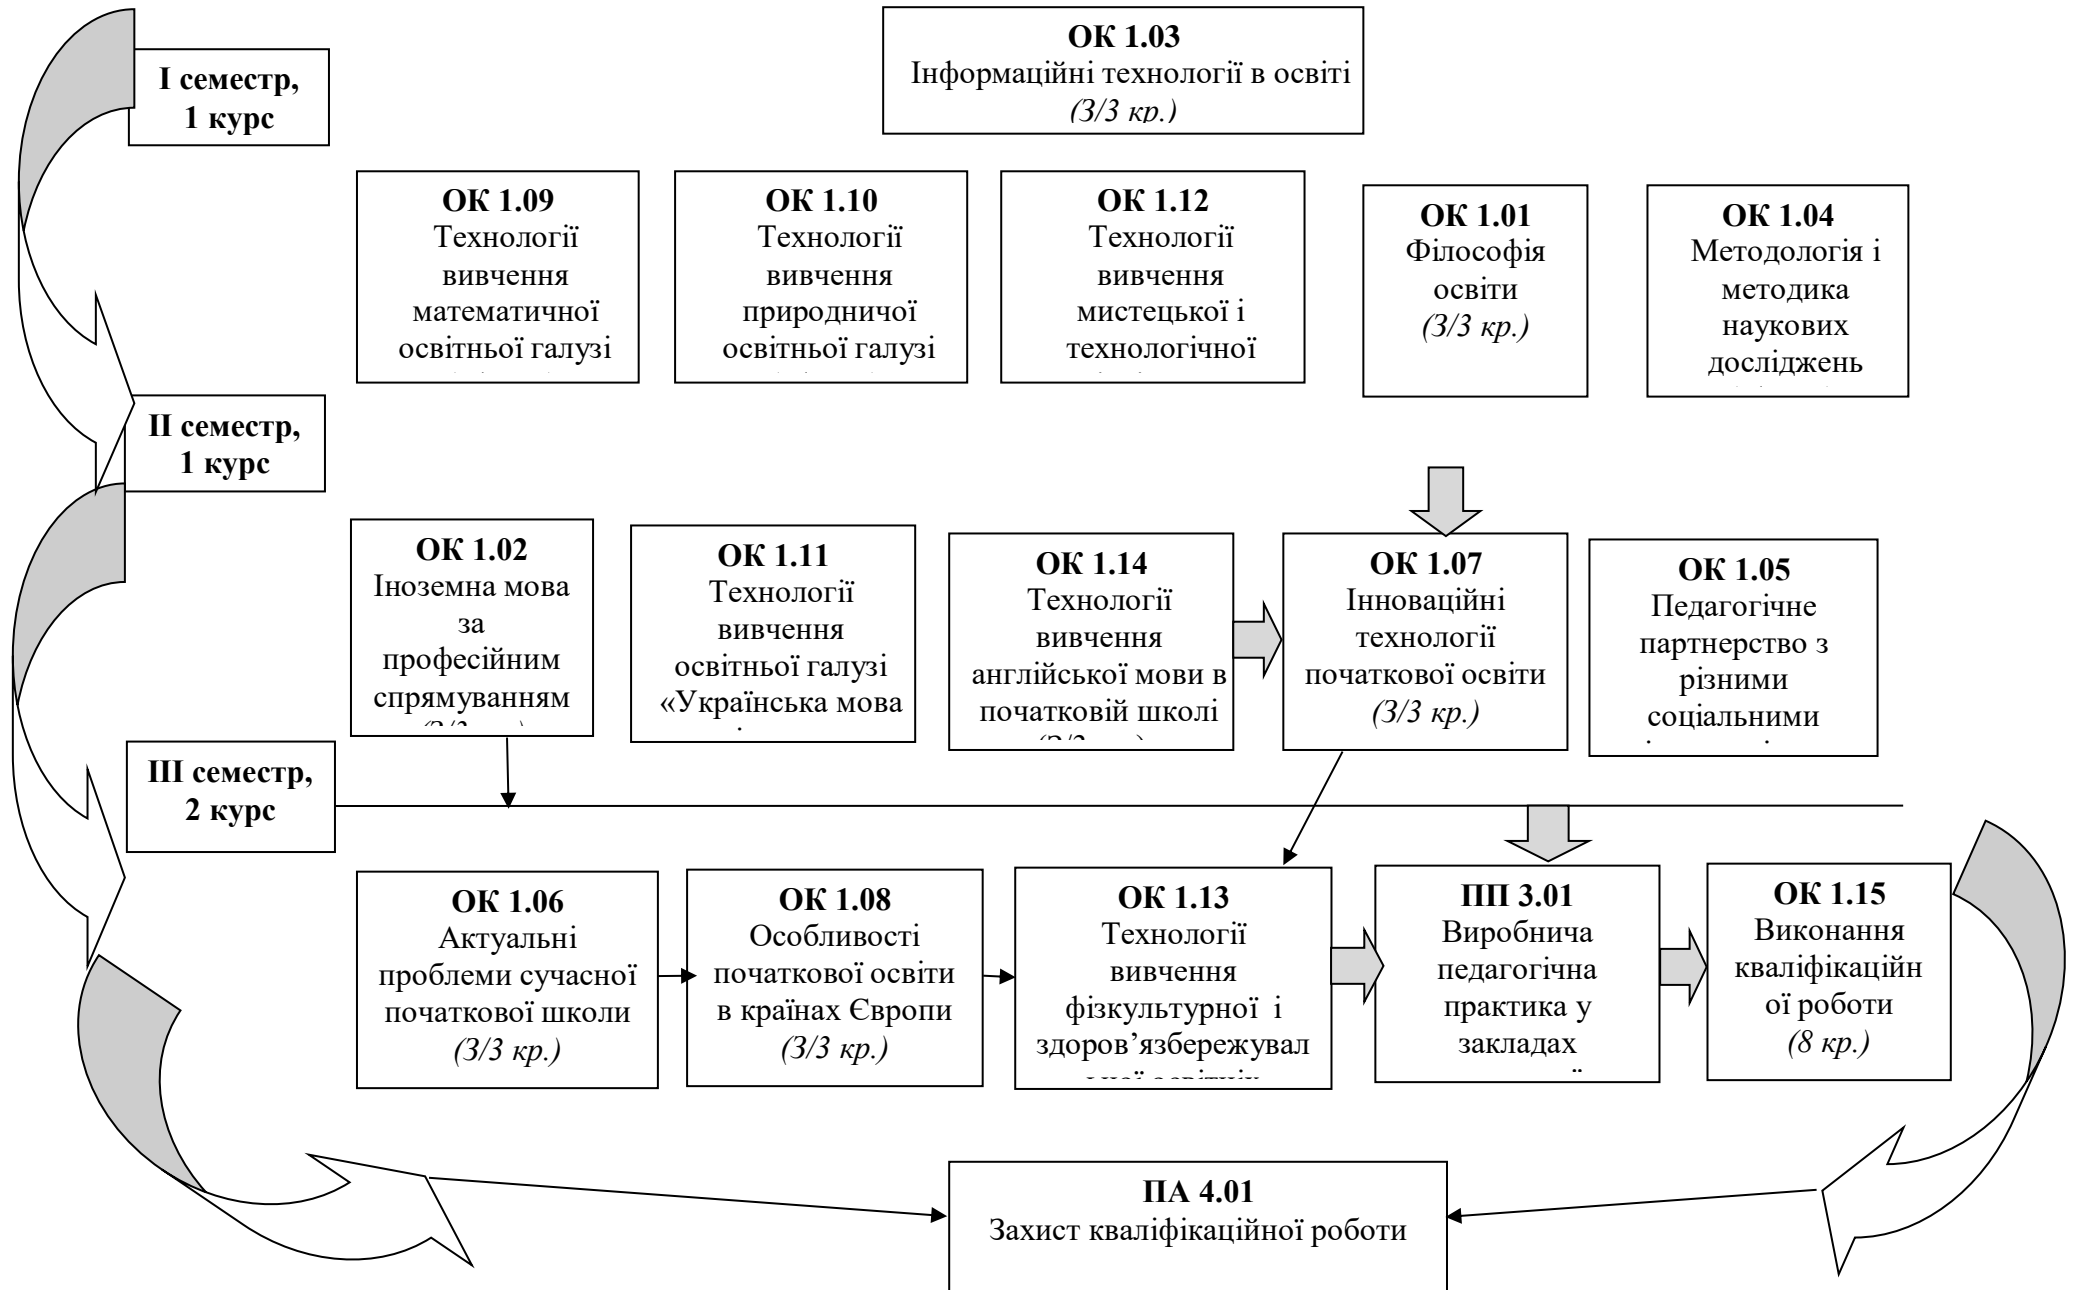 І семестр,
1 курс
ОК 1.03
Інформаційні технології в освіті
(З/3 кр.)
ОК 1.09
Технології
вивчення
математичної
освітньої галузі
ОК 1.10
Технології
вивчення
природничої
освітньої галузі
ОК 1.12
Технології
вивчення
мистецької і
технологічної
ОК 1.01
Філософія
освіти
(З/3 кр.)
ОК 1.04
Методологія і
методика
наукових
досліджень
ІІ семестр,
1 курс
ОК 1.02
Іноземна мова
за
професійним
спрямуванням
ОК 1.11
Технології
вивчення
освітньої галузі
«Українська мова
ОК 1.14
Технології
вивчення
англійської мови в
початковій школі
ОК 1.07
Інноваційні
технології
початкової освіти
(З/3 кр.)
ОК 1.05
Педагогічне
партнерство з
різними
соціальними
ІІІ семестр,
2 курс
ОК 1.06
Актуальні
проблеми сучасної
початкової школи
(З/3 кр.)
ОК 1.08
Особливості
початкової освіти
в країнах Європи
(З/3 кр.)
ОК 1.13
Технології
вивчення
фізкультурної і
здоров’язбережувал
ПП 3.01
Виробнича
педагогічна
практика у
закладах
ОК 1.15
Виконання
кваліфікаційн
ої роботи
(8 кр.)
ПА 4.01
Захист кваліфікаційної роботи